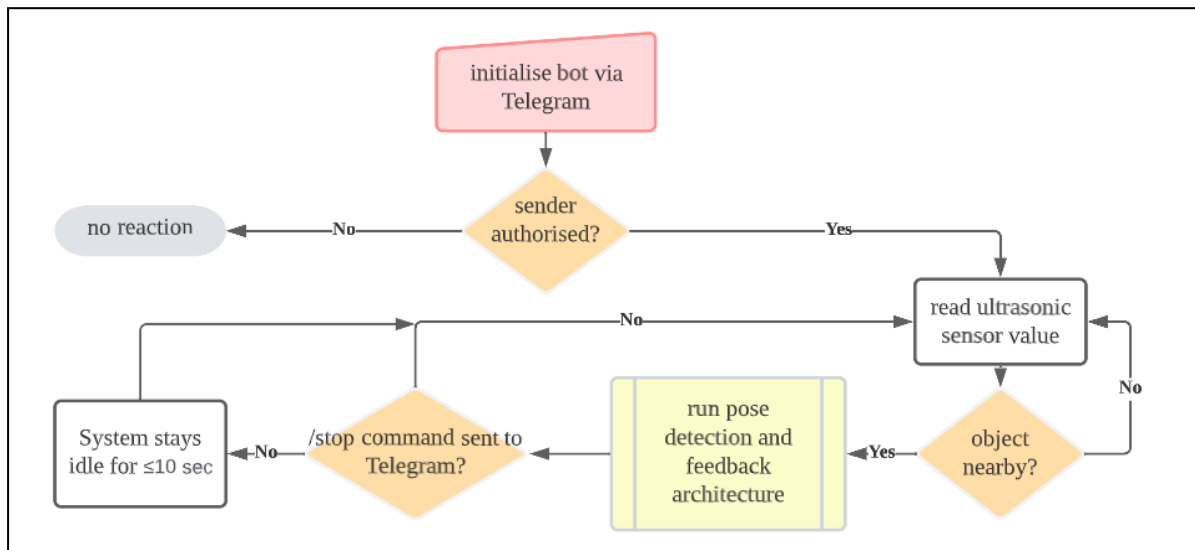 initialise bot via
Telegram
sender
authorised?
No
no reaction
Yes
read ultrasonic
sensor value
No
No
object
nearby?
Yes
run pose
detection and
feedback
architecture
/stop command sent to
Telegram?
No
System stays
idle for ≤10 sec